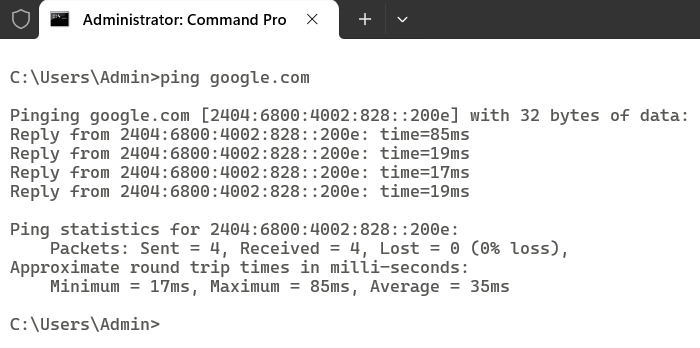 Administrator: Command Pro
C:\Users\Admin>ping google.com
Pinging google.com [2404:6800:4002:828::200e] with 32 bytes of data:
Reply from 2404:6800:4002:828::200e: time=85ms
Reply from 2404:6800:4002:828::200e: time=19ms
Reply from 2404:6800:4002:828::200e: time=17ms
Reply from 2404:6800:4002:828::200e: time=19ms
Ping statistics for 2404:6800:4002:828::200e:
    Packets: Sent = 4, Received = 4, Lost = 0 (0% loss),
Approximate round trip times in milli-seconds:
    Minimum = 17ms, Maximum = 85ms, Average = 35ms
C:\Users\Admin>